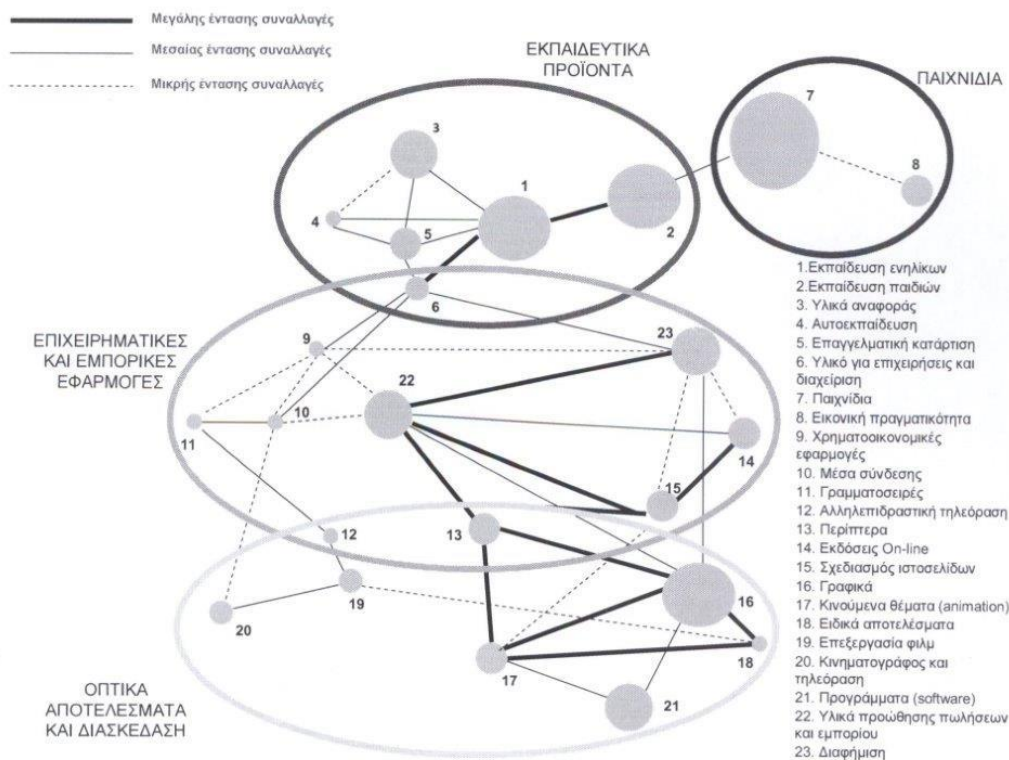 Μεγάλης έντασης συναλλαγές
Μεσαίας έντασης συναλλαγές
Μικρής έντασης συναλλαγές
ΕΚΠΑΙΔΕΥΤΙΚΑ
ΠΡΟΪΟΝΤΑ
ΠΑΙΧΝΙΔΙΑ
3
7
8
1
4
5
2
6
ΕΠΙΧΕΙΡΗΜΑΤΙΚΕΣ
ΚΑΙ ΕΜΠΟΡΙΚΕΣ
ΕΦΑΡΜΟΓΕΣ
9
23
22
10
11
14
15
12
13
16
19
20
17
18
21
ΟΠΤΙΚΑ
ΑΠΟΤΕΛΕΣΜΑΤΑ
ΚΑΙ ΔΙΑΣΚΕΔΑΣΗ
1.Εκπαίδευση ενηλίκων
2.Εκπαίδευση παιδιών
3. Υλικά αναφοράς
4. Αυτοεκπαίδευση
5. Επαγγελματική κατάρτιση
6. Υλικό για επιχειρήσεις και
διαχείριση
7. Παιχνίδια
8. Εικονική πραγματικότητα
9. Χρηματοοικονομικές
εφαρμογές
10. Μέσα σύνδεσης
11. Γραμματοσειρές
12. Αλληλεπιδραστική τηλεόραση
13. Περίπτερα
14. Εκδόσεις On-line
15. Σχεδιασμός ιστοσελίδων
16. Γραφικά
17. Κινούμενα θέματα (animation)
18. Ειδικά αποτελέσματα
19. Επεξεργασία φιλμ
20. Κινηματογράφος και
τηλεόραση
21. Προγράμματα (software)
22. Υλικά προώθησης πωλήσεων
και εμπορίου
23. Διαφήμιση